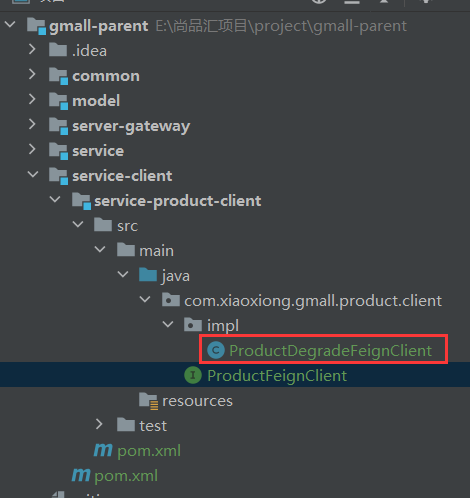 gmall-parent E:\尚品汇项目\project\gmall-parent
.idea
common
model
server-gateway
service
service-client
service-product-client
src
main
java
com.xiaoxiong.gmall.product.client
impl
C ProductDegradeFeignClient
I ProductFeignClient
resources
test
m pom.xml
m pom.xml